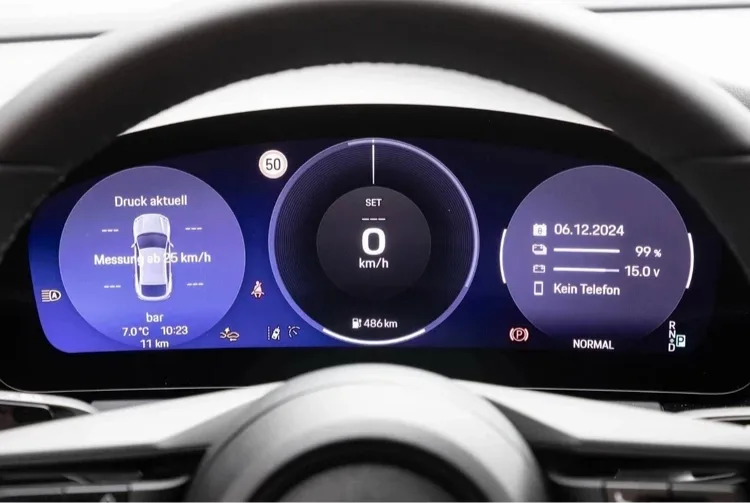 50
Druck aktuell
--- ---
Messung ab 25 km/h
--- ---
bar
7.0°C 10:23
11 km
A
SET
---
0
km/h
486 km
06.12.2024
99 %
15.0 V
Kein Telefon
(P)
NORMAL
R
N
D
P